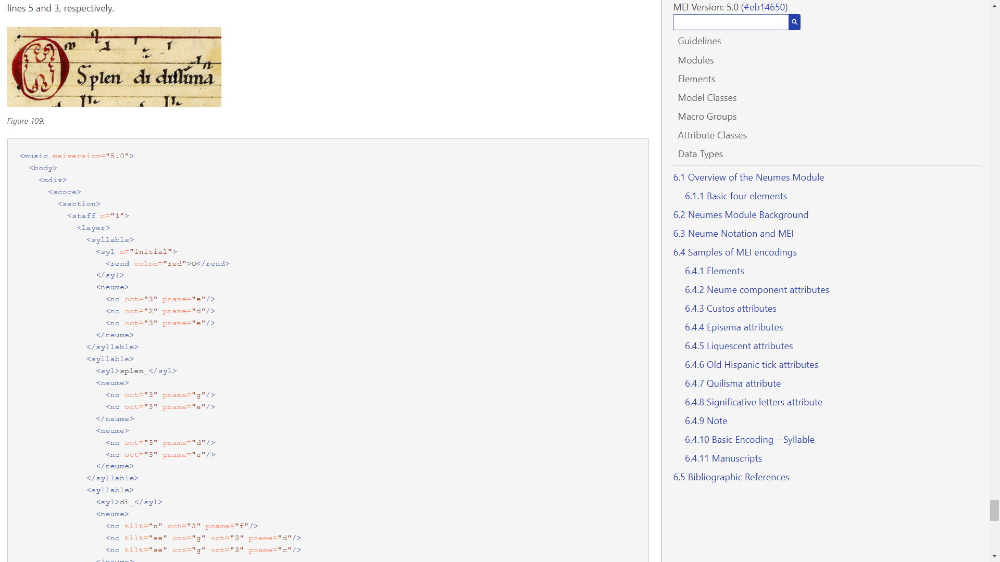 lines 5 and 3, respectively.
O Splen di dissima
Figure 109.
<music meiversion="5.0">
<body>
<mdiv>
<score>
<section>
<staff n="1">
<layer>
<syllable>
<syl n="initial">
<rend color="red">O</rend>
</syl>
<neume>
<nc oct="3" pname="e"/>
<nc oct="2" pname="d"/>
<nc oct="3" pname="e"/>
</neume>
</syllable>
<syllable>
<syl>splen_</syl>
<neume>
<nc oct="3" pname="g"/>
<nc oct="3" pname="e"/>
</neume>
<neume>
<nc oct="3" pname="d"/>
<nc oct="3" pname="e"/>
</neume>
</syllable>
<syllable>
<syl>di_</syl>
<neume>
<nc tilt="n" oct="3" pname="f"/>
<nc tilt="se" con="g" oct="3" pname="d"/>
<nc tilt="se" con="g" oct="3" pname="c"/>
</neume>
MEI Version: 5.0 (#eb14650)
Guidelines
Modules
Elements
Model Classes
Macro Groups
Attribute Classes
Data Types
6.1 Overview of the Neumes Module
6.1.1 Basic four elements
6.2 Neumes Module Background
6.3 Neume Notation and MEI
6.4 Samples of MEI encodings
6.4.1 Elements
6.4.2 Neume component attributes
6.4.3 Custos attributes
6.4.4 Episema attributes
6.4.5 Liquescent attributes
6.4.6 Old Hispanic tick attributes
6.4.7 Quilisma attribute
6.4.8 Significative letters attribute
6.4.9 Note
6.4.10 Basic Encoding – Syllable
6.4.11 Manuscripts
6.5 Bibliographic References